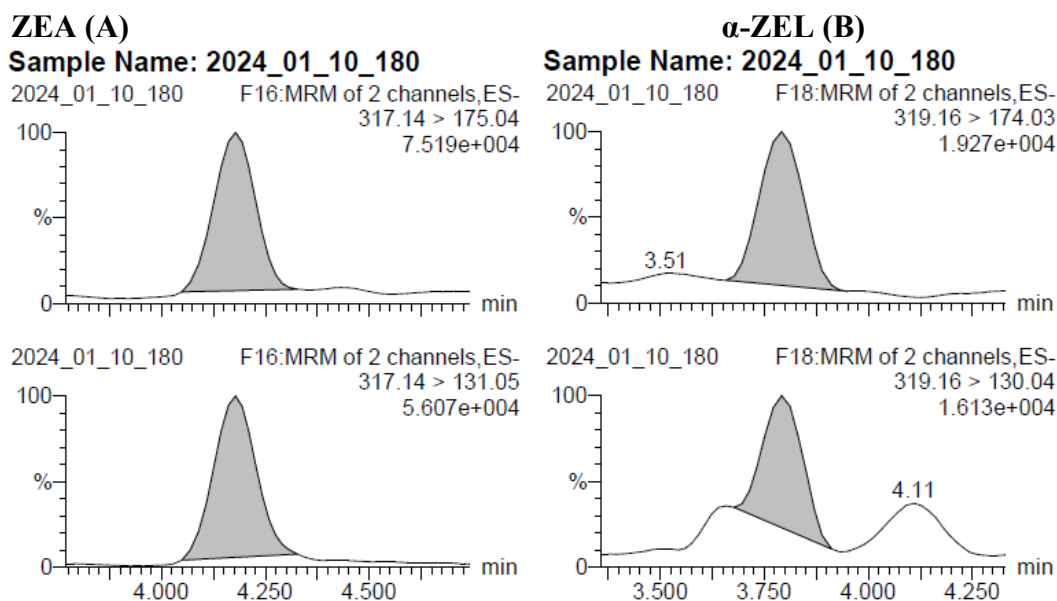 ZEA (A)
Sample Name: 2024_01_10_180
2024_01_10_180 F16:MRM of 2 channels,ES-
317.14 > 175.04
7.519e+004
100
%
0
min
2024_01_10_180 F16:MRM of 2 channels,ES-
317.14 > 131.05
5.607e+004
100
%
0
min
4.000 4.250 4.500
α-ZEL (B)
Sample Name: 2024_01_10_180
2024_01_10_180 F18:MRM of 2 channels,ES-
319.16 > 174.03
1.927e+004
100
%
3.51
0
min
2024_01_10_180 F18:MRM of 2 channels,ES-
319.16 > 130.04
1.613e+004
100
%
4.11
0
min
3.500 3.750 4.000 4.250